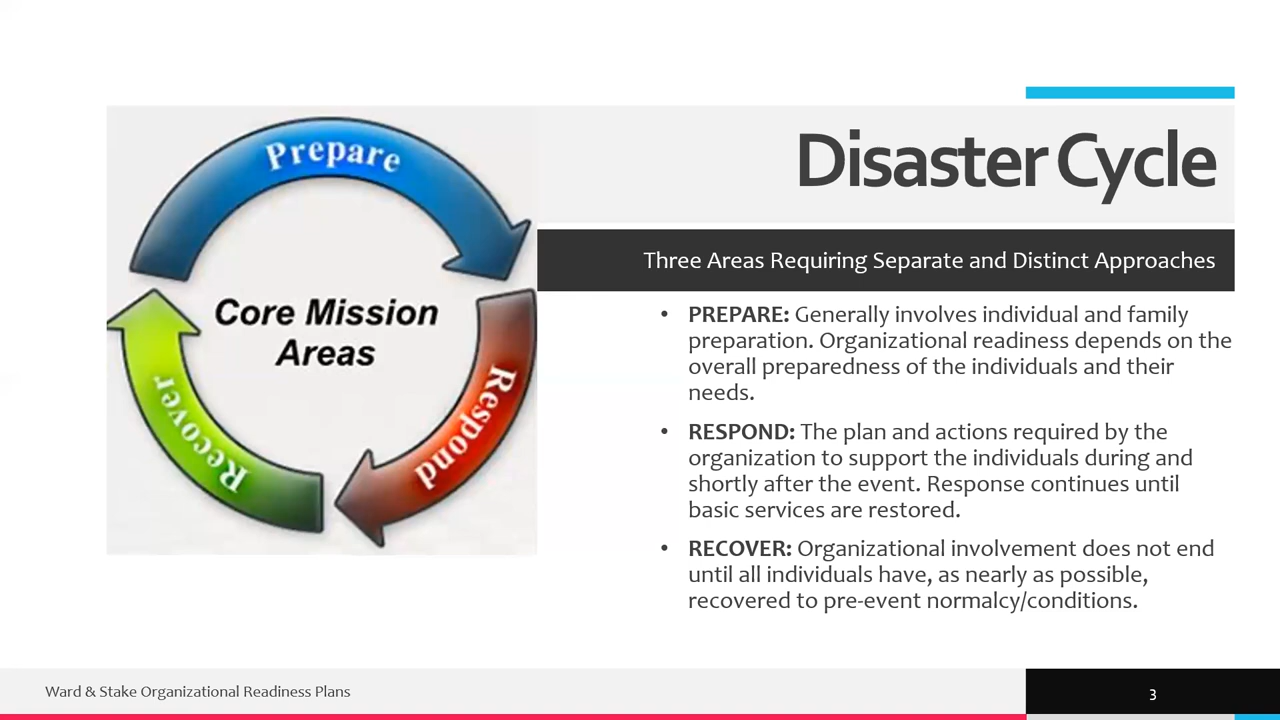 Disaster Cycle
Three Areas Requiring Separate and Distinct Approaches
Prepare
Core Mission
Areas
Respond
Recover
• PREPARE: Generally involves individual and family
preparation. Organizational readiness depends on the
overall preparedness of the individuals and their
needs.
• RESPOND: The plan and actions required by the
organization to support the individuals during and
shortly after the event. Response continues until
basic services are restored.
• RECOVER: Organizational involvement does not end
until all individuals have, as nearly as possible,
recovered to pre-event normalcy/conditions.
Ward & Stake Organizational Readiness Plans
3